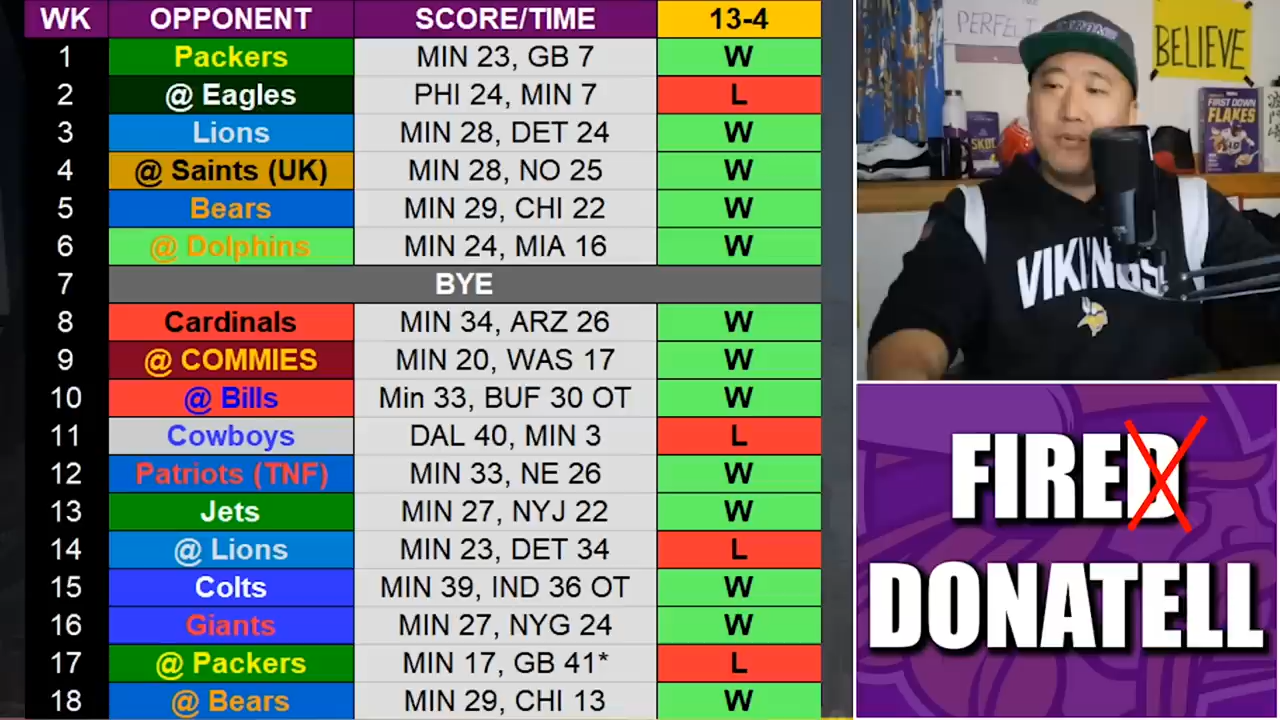 WK OPPONENT SCORE/TIME 13-4
1 Packers MIN 23, GB 7 W
2 @ Eagles PHI 24, MIN 7 L
3 Lions MIN 28, DET 24 W
4 @ Saints (UK) MIN 28, NO 25 W
5 Bears MIN 29, CHI 22 W
6 @ Dolphins MIN 24, MIA 16 W
7 BYE
8 Cardinals MIN 34, ARZ 26 W
9 @ COMMIES MIN 20, WAS 17 W
10 @ Bills Min 33, BUF 30 OT W
11 Cowboys DAL 40, MIN 3 L
12 Patriots (TNF) MIN 33, NE 26 W
13 Jets MIN 27, NYJ 22 W
14 @ Lions MIN 23, DET 34 L
15 Colts MIN 39, IND 36 OT W
16 Giants MIN 27, NYG 24 W
17 @ Packers MIN 17, GB 41* L
18 @ Bears MIN 29, CHI 13 W
PERFECT
BELIEVE
FIRST DOWN
FLAKES
VIKINGS
FIRED
DONATELL